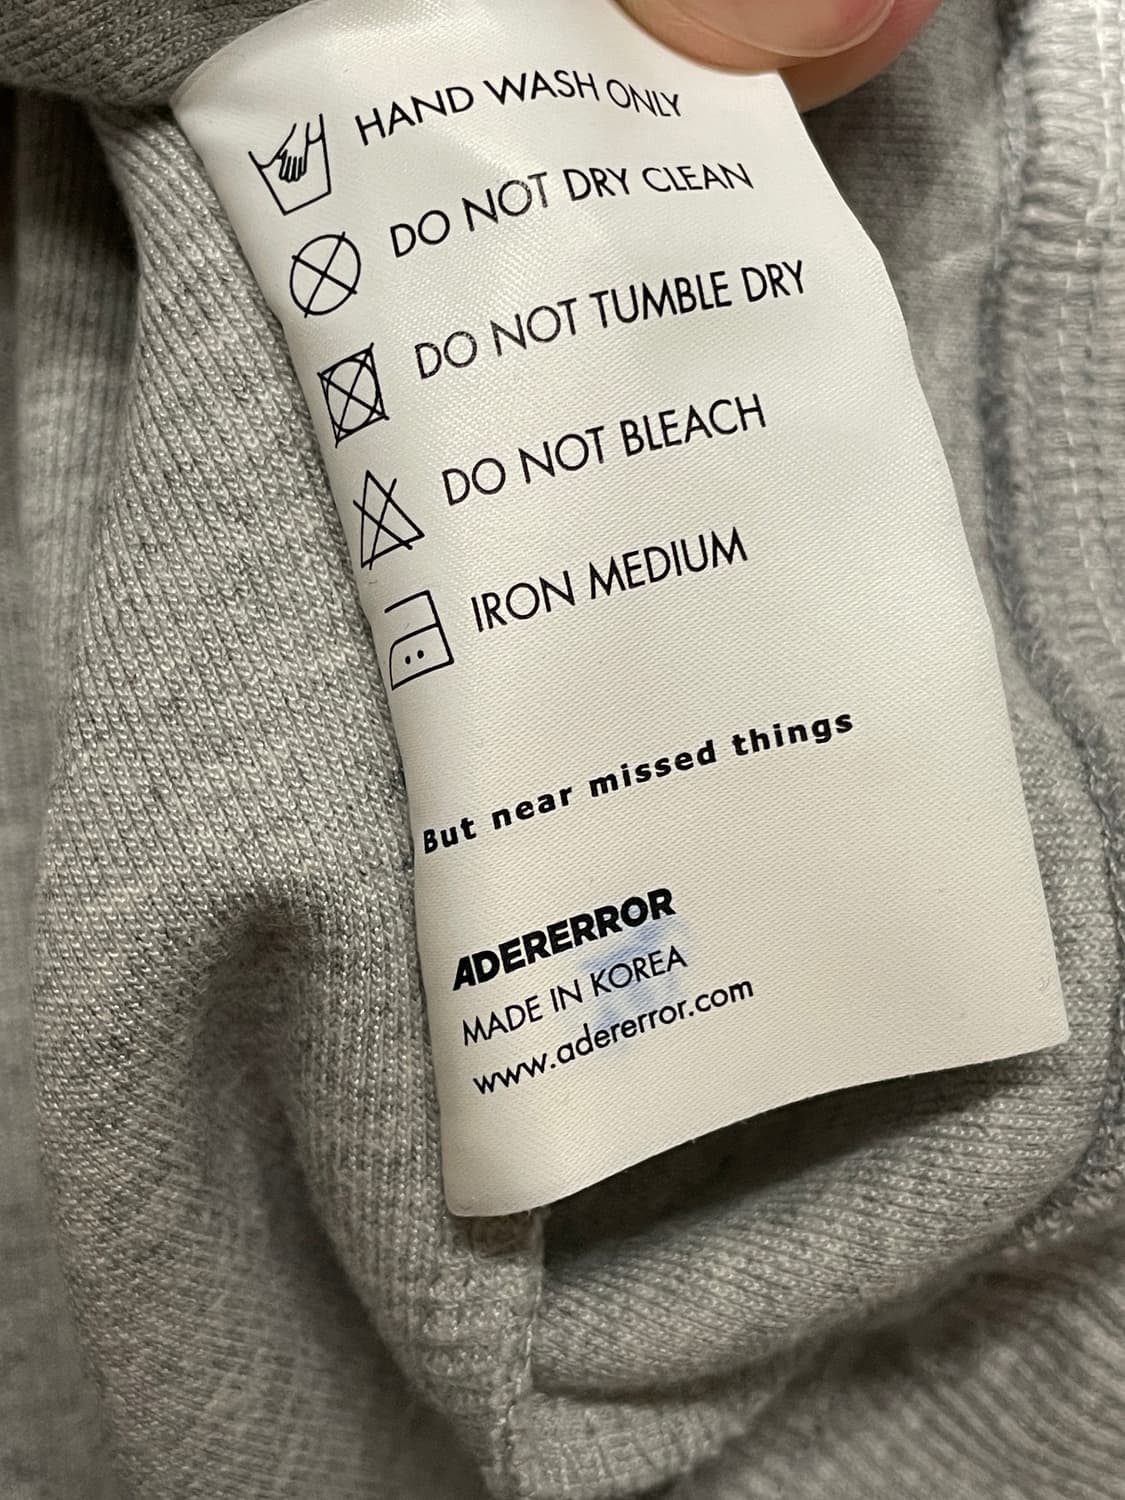 HAND WASH ONLY
DO NOT DRY CLEAN
DO NOT TUMBLE DRY
DO NOT BLEACH
IRON MEDIUM
But near missed things
ADERERROR
MADE IN KOREA
www.adererror.com